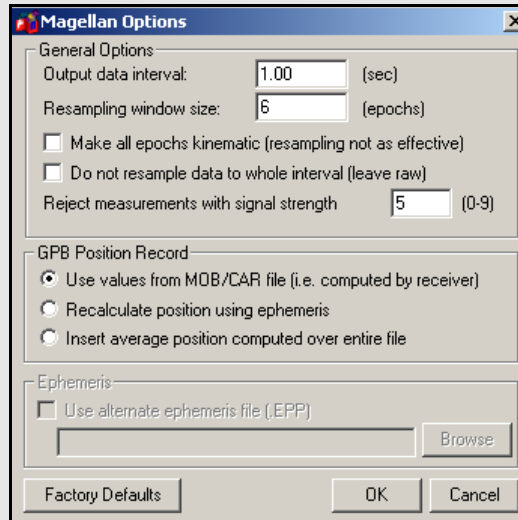 Magellan Options
General Options
Output data interval: 1.00 (sec)
Resampling window size: 6 (epochs)
Make all epochs kinematic (resampling not as effective)
Do not resample data to whole interval (leave raw)
Reject measurements with signal strength 5 (0-9)
GPB Position Record
Use values from MOB/CAR file (i.e. computed by receiver)
Recalculate position using ephemeris
Insert average position computed over entire file
Ephemeris
Use alternate ephemeris file (.EPP)
Browse
Factory Defaults OK Cancel